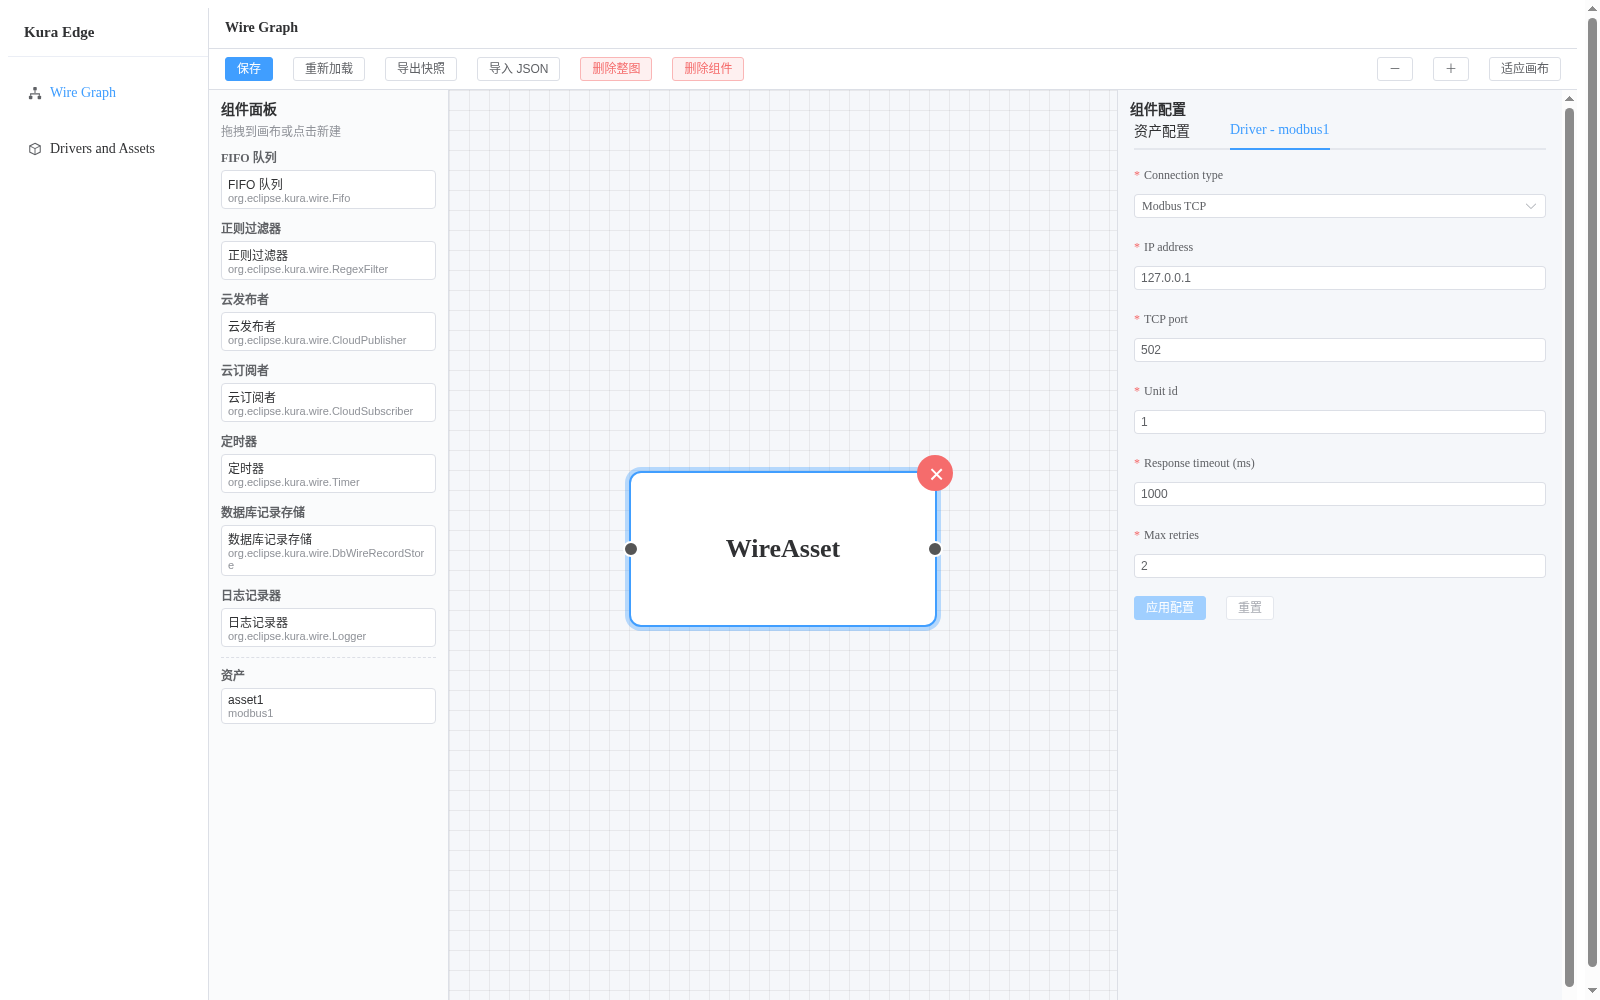 Kura Edge
Wire Graph
Drivers and Assets
Wire Graph
保存
重新加载
导出快照
导入 JSON
删除整图
删除组件
适应画布
组件面板
拖拽到画布或点击新建
FIFO 队列
FIFO 队列
org.eclipse.kura.wire.Fifo
正则过滤器
正则过滤器
org.eclipse.kura.wire.RegexFilter
云发布者
云发布者
org.eclipse.kura.wire.CloudPublisher
云订阅者
云订阅者
org.eclipse.kura.wire.CloudSubscriber
定时器
定时器
org.eclipse.kura.wire.Timer
数据库记录存储
数据库记录存储
org.eclipse.kura.wire.DbWireRecordStor
e
日志记录器
日志记录器
org.eclipse.kura.wire.Logger
资产
asset1
modbus1
WireAsset
组件配置
资产配置
Driver - modbus1
* Connection type
Modbus TCP
* IP address
127.0.0.1
* TCP port
502
* Unit id
1
* Response timeout (ms)
1000
* Max retries
2
应用配置
重置